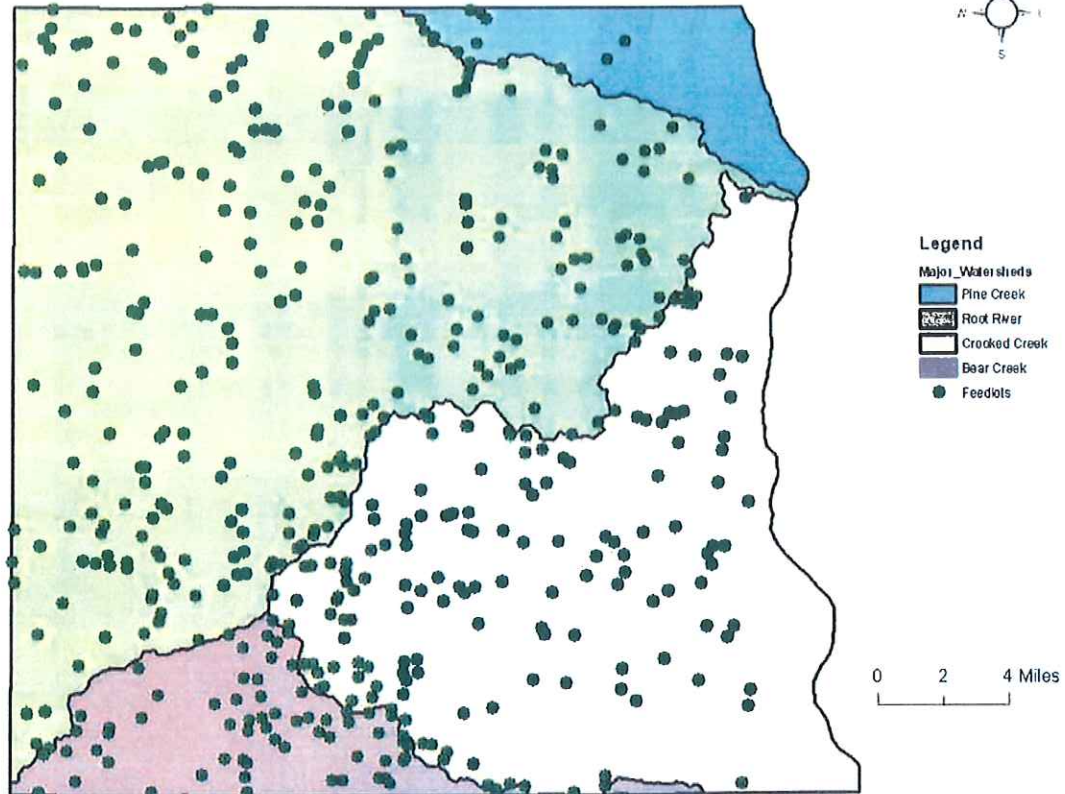 W
S
Legend
Major_Watersheds
Pine Creek
Root River
Crooked Creek
Bear Creek
Feedlots
0 2 4 Miles